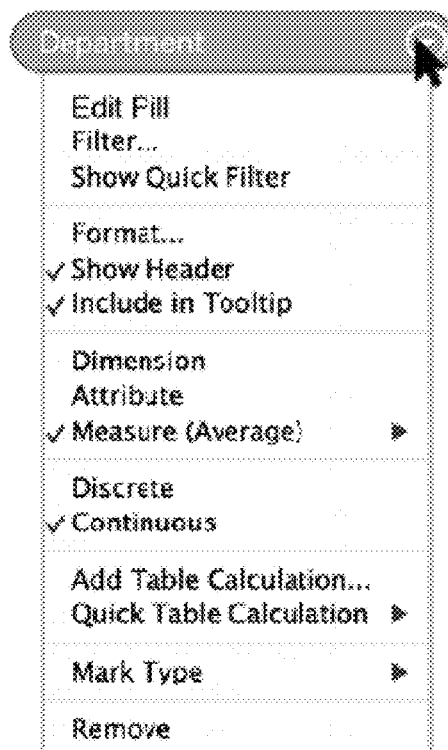 Department
Edit Pill
Filter...
Show Quick Filter
Format...
Show Header
Include in Tooltip
Dimension
Attribute
Measure (Average)
Discrete
Continuous
Add Table Calculation...
Quick Table Calculation
Mark Type
Remove